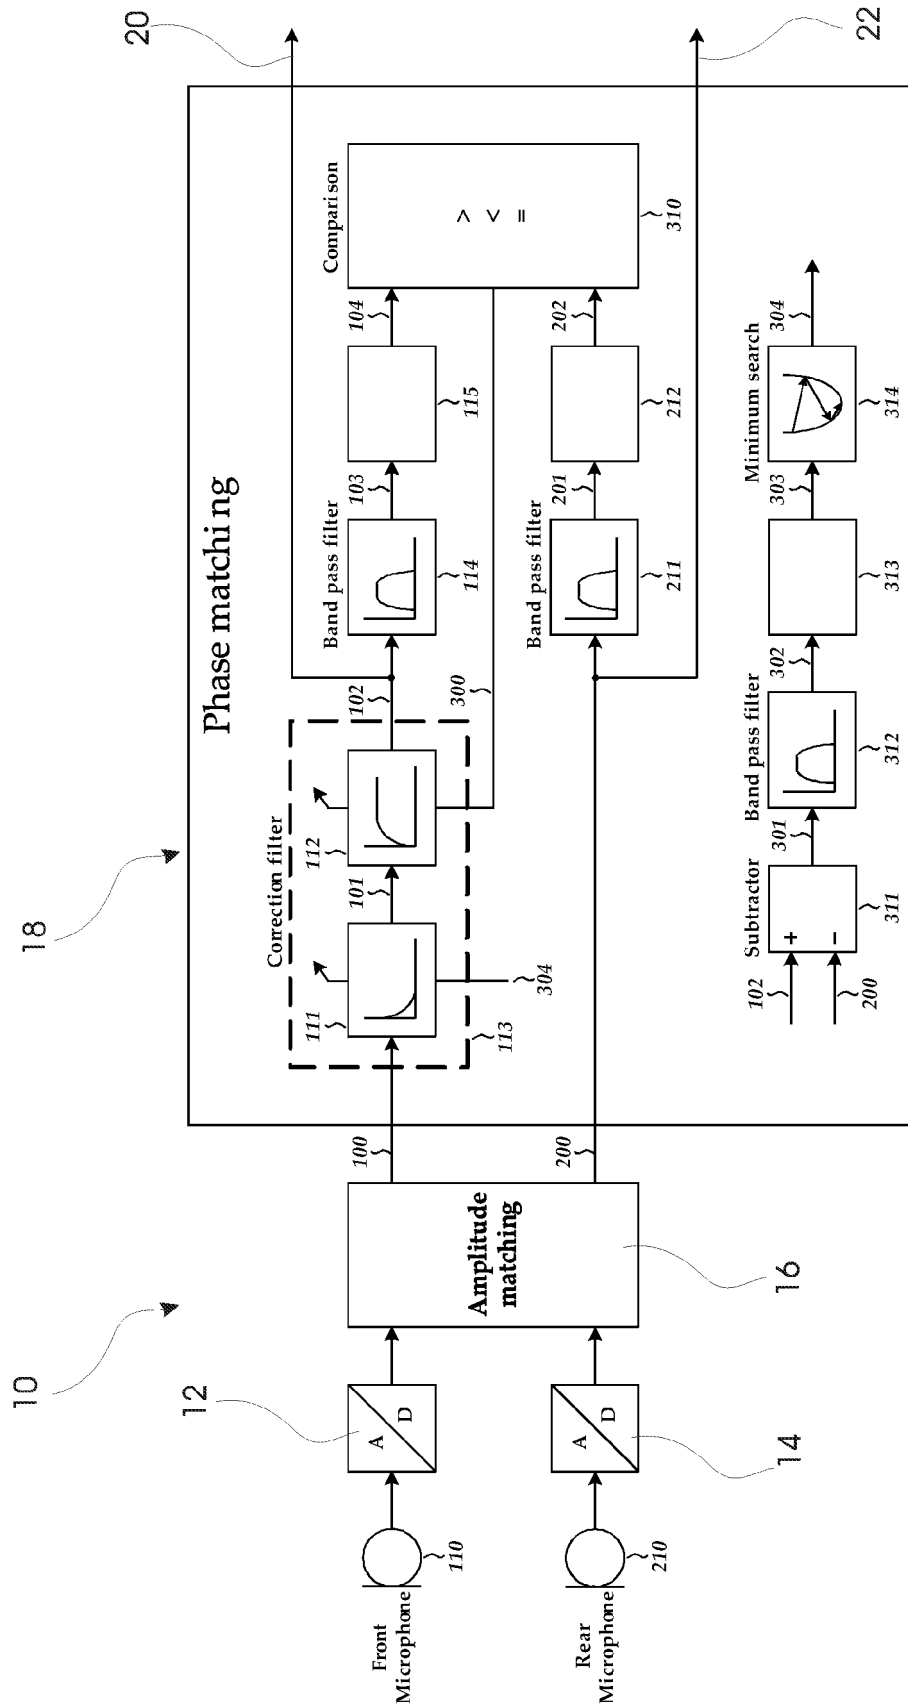 10
18
20
22
Phase matching
Front
Microphone
110
12
A
D
Rear
Microphone
210
14
A
D
Amplitude
matching
16
100
200
Correction filter
111
304
101
112
113
102
300
Band pass filter
114
103
115
104
Comparison
>
<
=
310
Band pass filter
211
201
212
202
102
200
Subtractor
+
-
311
301
Band pass filter
312
302
313
303
Minimum search
314
304